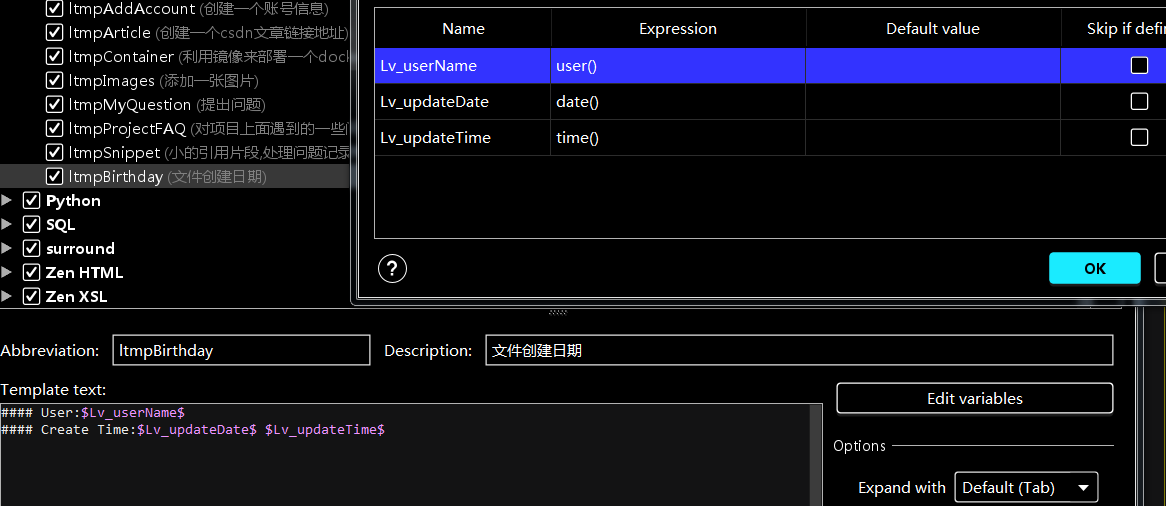 ltmpAddAccount (创建一个账号信息)
ltmpArticle (创建一个csdn文章链接地址)
ltmpContainer (利用镜像来部署一个dock
ltmpImages (添加一张图片)
ltmpMyQuestion (提出问题)
ltmpProjectFAQ (对项目上面遇到的一些
ltmpSnippet (小的引用片段,处理问题记录
ltmpBirthday (文件创建日期)
Python
SQL
surround
Zen HTML
Zen XSL
Name Expression Default value Skip if defin
Lv_userName user()
Lv_updateDate date()
Lv_updateTime time()
?
OK
Abbreviation: ltmpBirthday Description: 文件创建日期
Template text:
#### User:$Lv_userName$
#### Create Time:$Lv_updateDate$ $Lv_updateTime$
Edit variables
Options
Expand with Default (Tab)